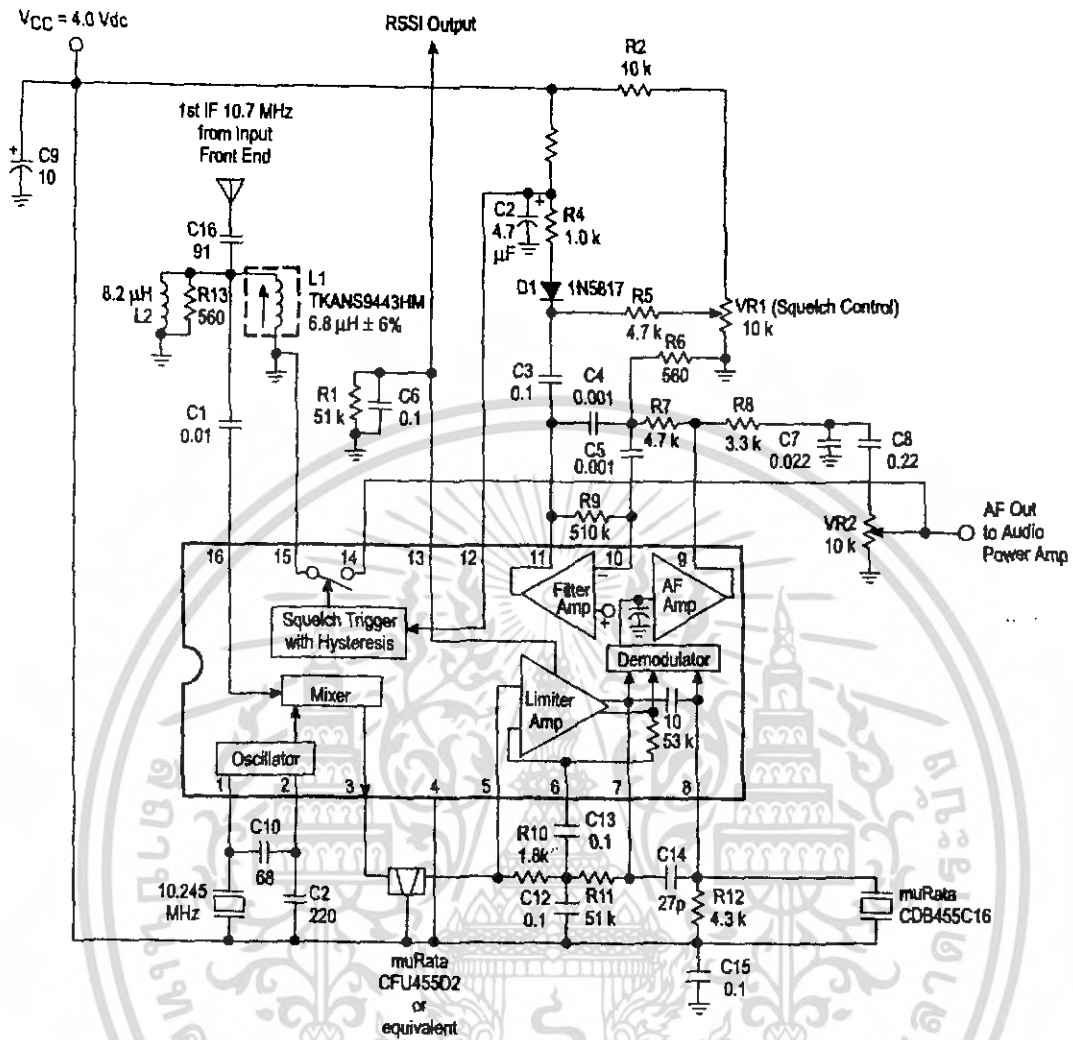 VCC = 4.0 Vdc
RSSI Output
R2
10 k
1st IF 10.7 MHz
from Input
Front End
C9
10
+
C16
91
C2
4.7
µF
+
R4
1.0 k
8.2 µH
L2
R13
560
L1
TKANS9443HM
6.8 µH ± 6%
D1
1N5817
R5
4.7 k
VR1 (Squelch Control)
10 k
R6
560
C3
0.1
C4
0.001
R7
4.7 k
R8
3.3 k
C1
0.01
R1
51 k
C6
0.1
C5
0.001
C7
0.022
C8
0.22
R9
510 k
VR2
10 k
AF Out
to Audio
Power Amp
16
15
14
13
12
11
10
9
Filter
Amp
−
+
AF
Amp
Squelch Trigger
with Hysteresis
Demodulator
Mixer
Limiter
Amp
10
53 k
Oscillator
1
2
3
4
5
6
7
8
C10
68
C13
0.1
R10
1.8k
C14
27p
10.245
MHz
C2
220
C12
0.1
R11
51 k
R12
4.3 k
muRata
CDB455C16
muRata
CFU455D2
or
equivalent
C15
0.1